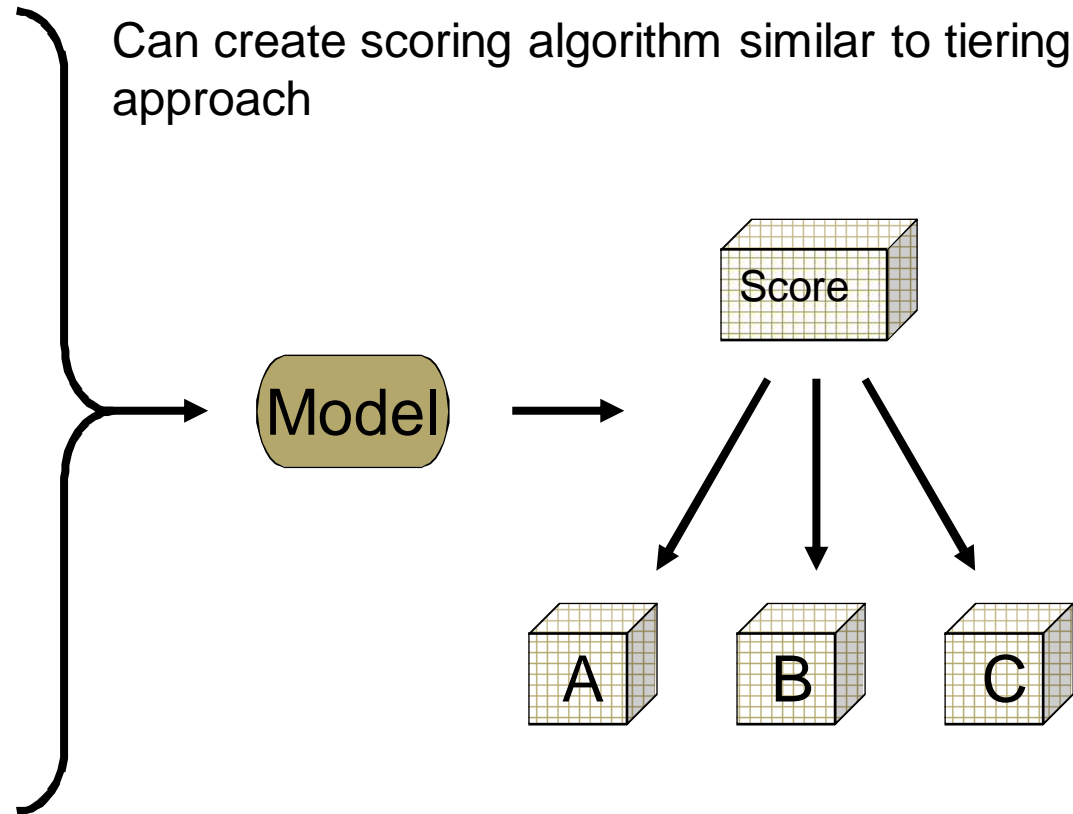 Can create scoring algorithm similar to tiering
approach
Score
Model
A
B
C